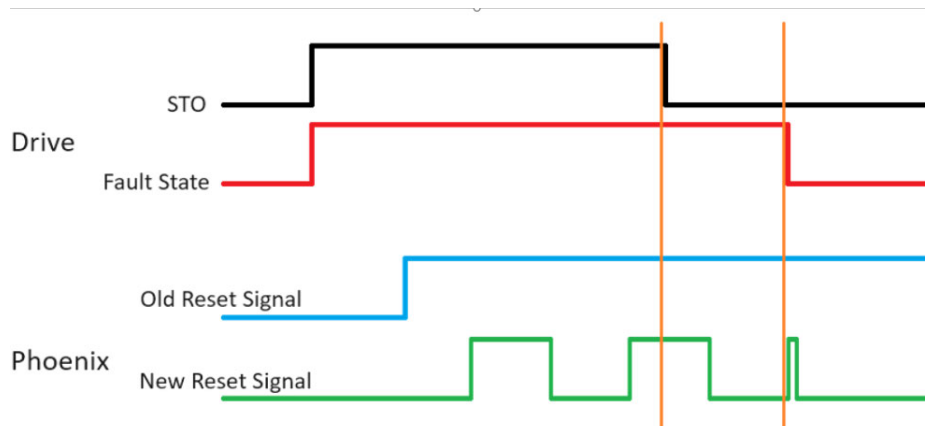 STO
Drive
Fault State
Old Reset Signal
Phoenix
New Reset Signal